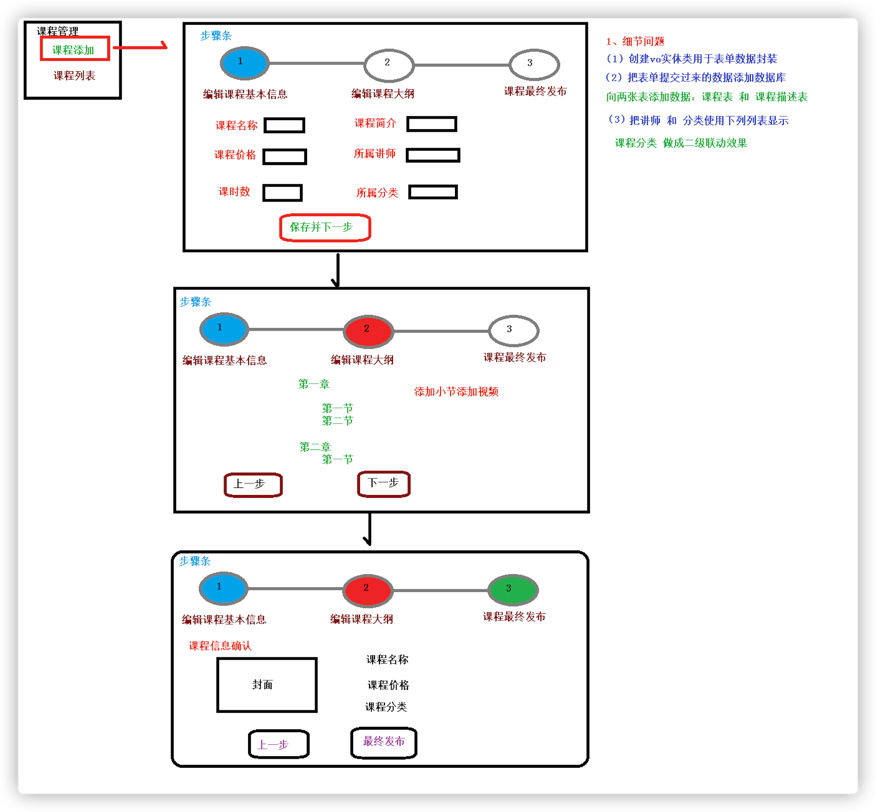 课程管理
课程添加
课程列表
步骤条
1
2
3
编辑课程基本信息
编辑课程大纲
课程最终发布
课程名称
课程简介
课程价格
所属讲师
课时数
所属分类
保存并下一步
1、细节问题
（1）创建vo实体类用于表单数据封装
（2）把表单提交过来的数据添加数据库
向两张表添加数据：课程表 和 课程描述表
（3）把讲师 和 分类使用下列列表显示
课程分类 做成二级联动效果
步骤条
1
2
3
编辑课程基本信息
编辑课程大纲
课程最终发布
第一章
添加小节添加视频
第一节
第二节
第二章
第一节
上一步
下一步
步骤条
1
2
3
编辑课程基本信息
编辑课程大纲
课程最终发布
课程信息确认
封面
课程名称
课程价格
课程分类
上一步
最终发布